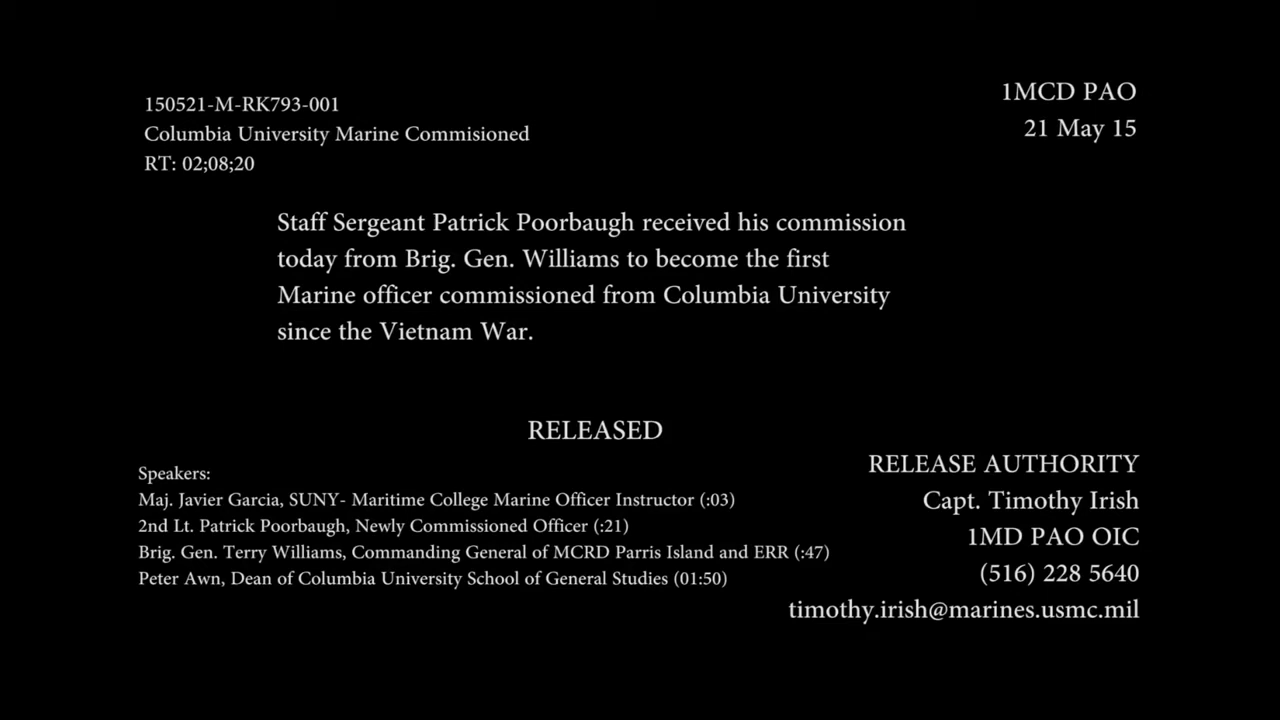 150521-M-RK793-001
Columbia University Marine Commisioned
RT: 02;08;20
1MCD PAO
21 May 15
Staff Sergeant Patrick Poorbaugh received his commission
today from Brig. Gen. Williams to become the first
Marine officer commissioned from Columbia University
since the Vietnam War.
RELEASED
Speakers:
Maj. Javier Garcia, SUNY- Maritime College Marine Officer Instructor (:03)
2nd Lt. Patrick Poorbaugh, Newly Commissioned Officer (:21)
Brig. Gen. Terry Williams, Commanding General of MCRD Parris Island and ERR (:47)
Peter Awn, Dean of Columbia University School of General Studies (01:50)
RELEASE AUTHORITY
Capt. Timothy Irish
1MD PAO OIC
(516) 228 5640
timothy.irish@marines.usmc.mil